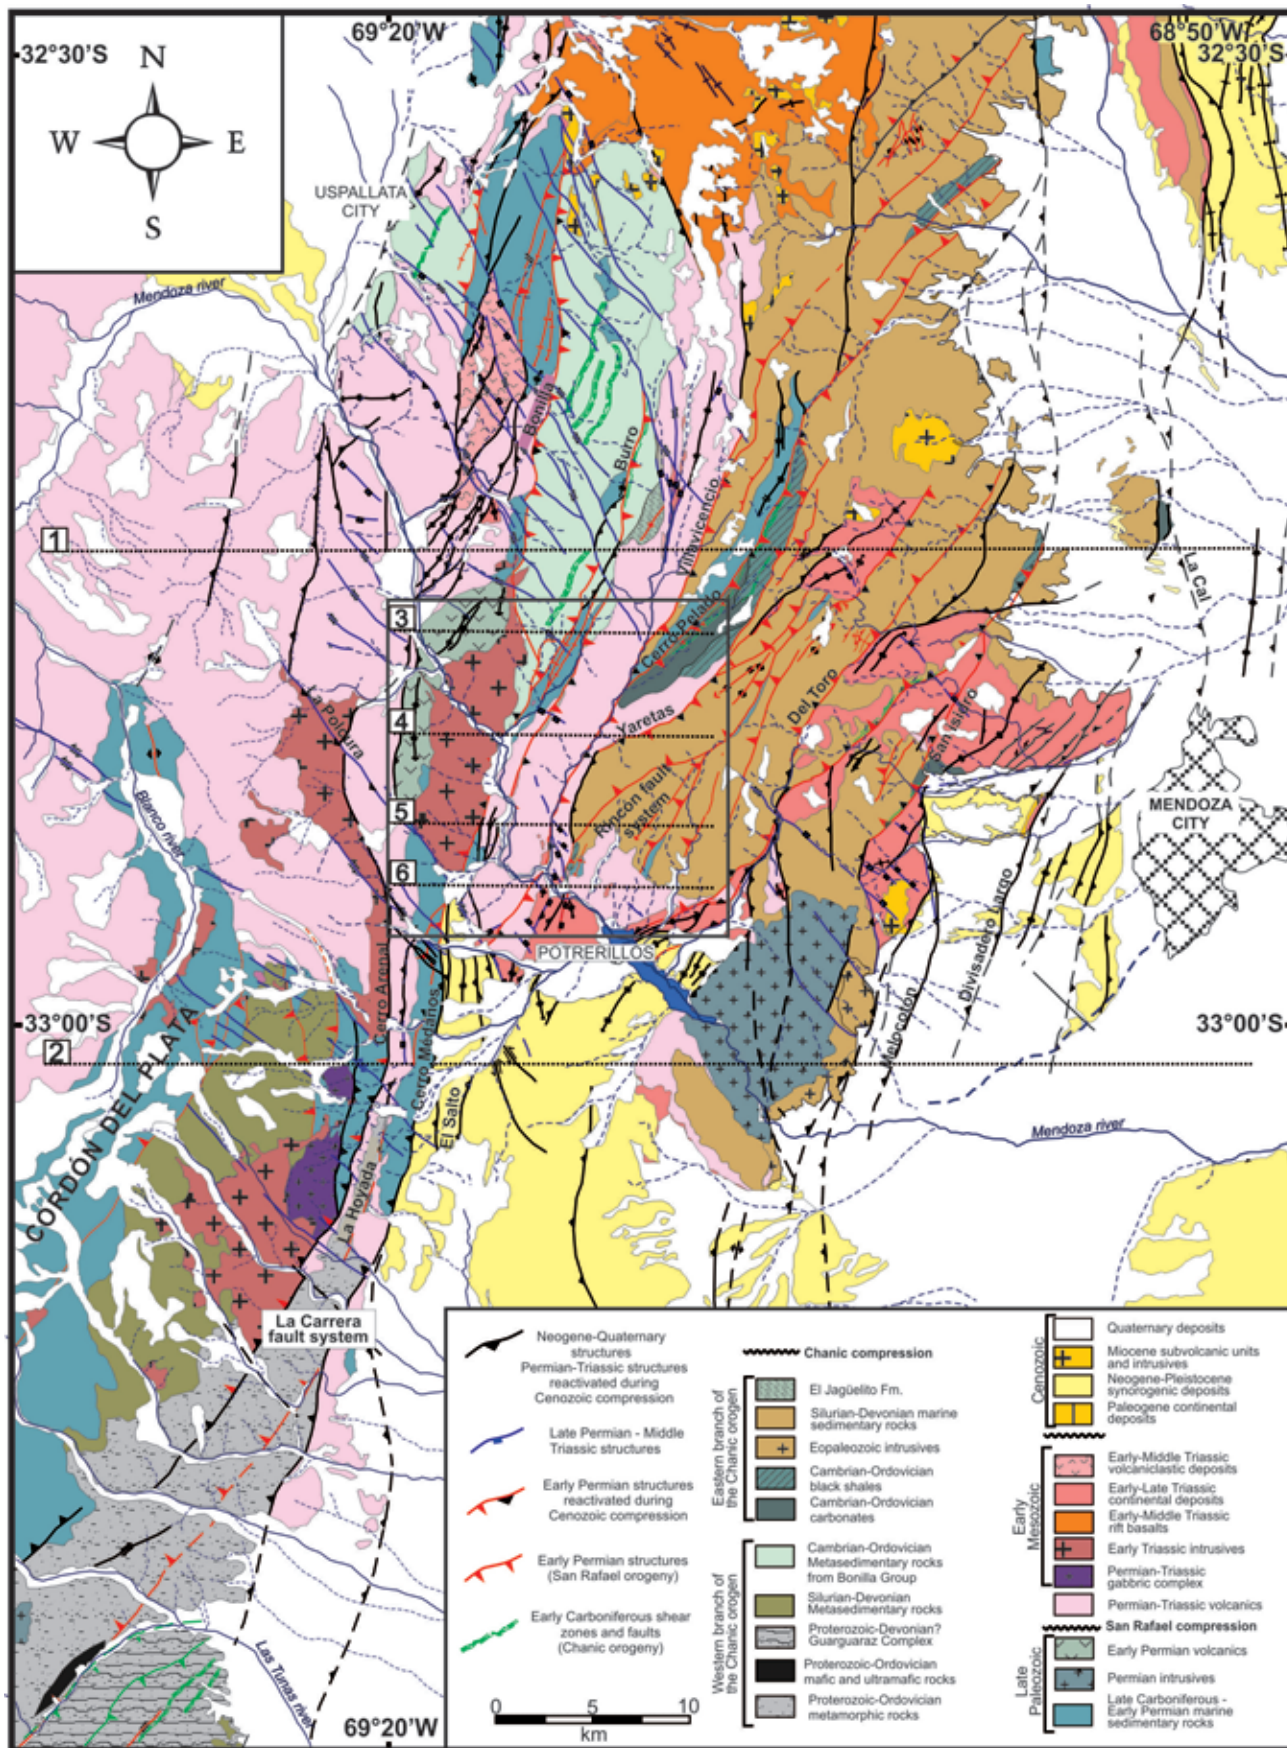 69°20'W
68°50'W
32°30'S
32°30'S
N
W
E
S
USPALLATA
CITY
Mendoza river
Bonilla
Burro
Villavicencio
1
La Cal
3
Cerro Pelado
La Polcura
4
Yaretas
Del Toro
San Isidro
Blanco river
5
Rincón fault
system
MENDOZA
CITY
6
POTRERILLOS
Cerro Arenal
Cerro Médanos
Divisadero Largo
Melocotón
33°00'S
33°00'S
2
CORDÓN DEL PLATA
El Salto
Mendoza river
La Hoyada
La Carrera
fault system
Las Tunas river
69°20'W
Neogene-Quaternary
structures
Permian-Triassic structures
reactivated during
Cenozoic compression
Late Permian - Middle
Triassic structures
Early Permian structures
reactivated during
Cenozoic compression
Early Permian structures
(San Rafael orogeny)
Early Carboniferous shear
zones and faults
(Chanic orogeny)
0 5 10
km
Chanic compression
Eastern branch of
the Chanic orogen
El Jagüelito Fm.
Silurian-Devonian marine
sedimentary rocks
Eopaleozoic intrusives
Cambrian-Ordovician
black shales
Cambrian-Ordovician
carbonates
Western branch of
the Chanic orogen
Cambrian-Ordovician
Metasedimentary rocks
from Bonilla Group
Silurian-Devonian
Metasedimentary rocks
Proterozoic-Devonian?
Guarguaraz Complex
Proterozoic-Ordovician
mafic and ultramafic rocks
Proterozoic-Ordovician
metamorphic rocks
Cenozoic
Quaternary deposits
Miocene subvolcanic units
and intrusives
Neogene-Pleistocene
synorogenic deposits
Paleogene continental
deposits
Early
Mesozoic
Early-Middle Triassic
volcaniclastic deposits
Early-Late Triassic
continental deposits
Early-Middle Triassic
rift basalts
Early Triassic intrusives
Permian-Triassic
gabbric complex
Permian-Triassic volcanics
San Rafael compression
Late
Paleozoic
Early Permian volcanics
Permian intrusives
Late Carboniferous -
Early Permian marine
sedimentary rocks